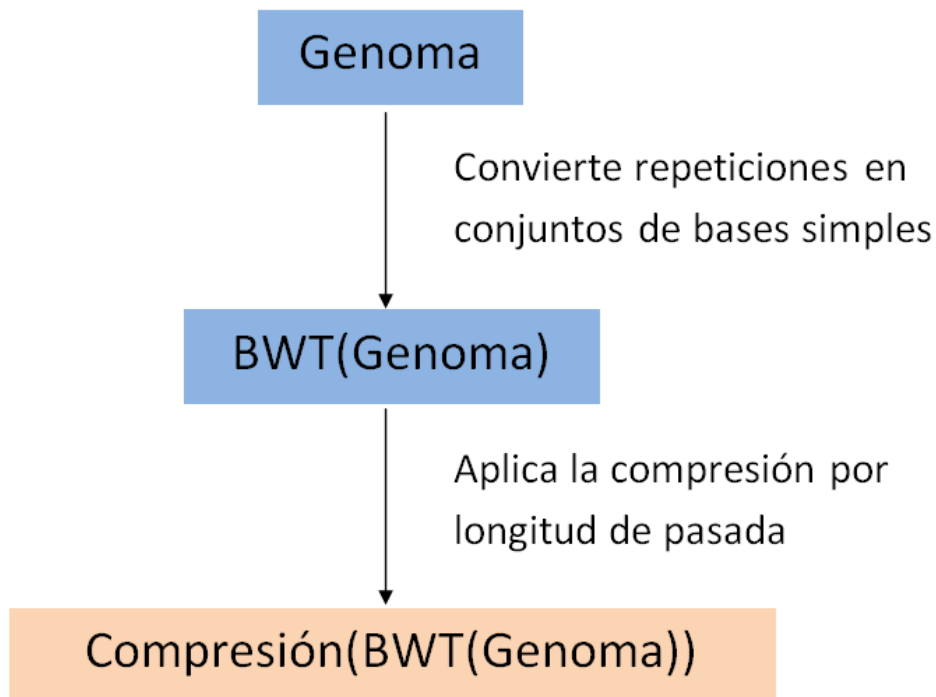 Genoma
Convierte repeticiones en
conjuntos de bases simples
BWT(Genoma)
Aplica la compresión por
longitud de pasada
Compresión(BWT(Genoma))